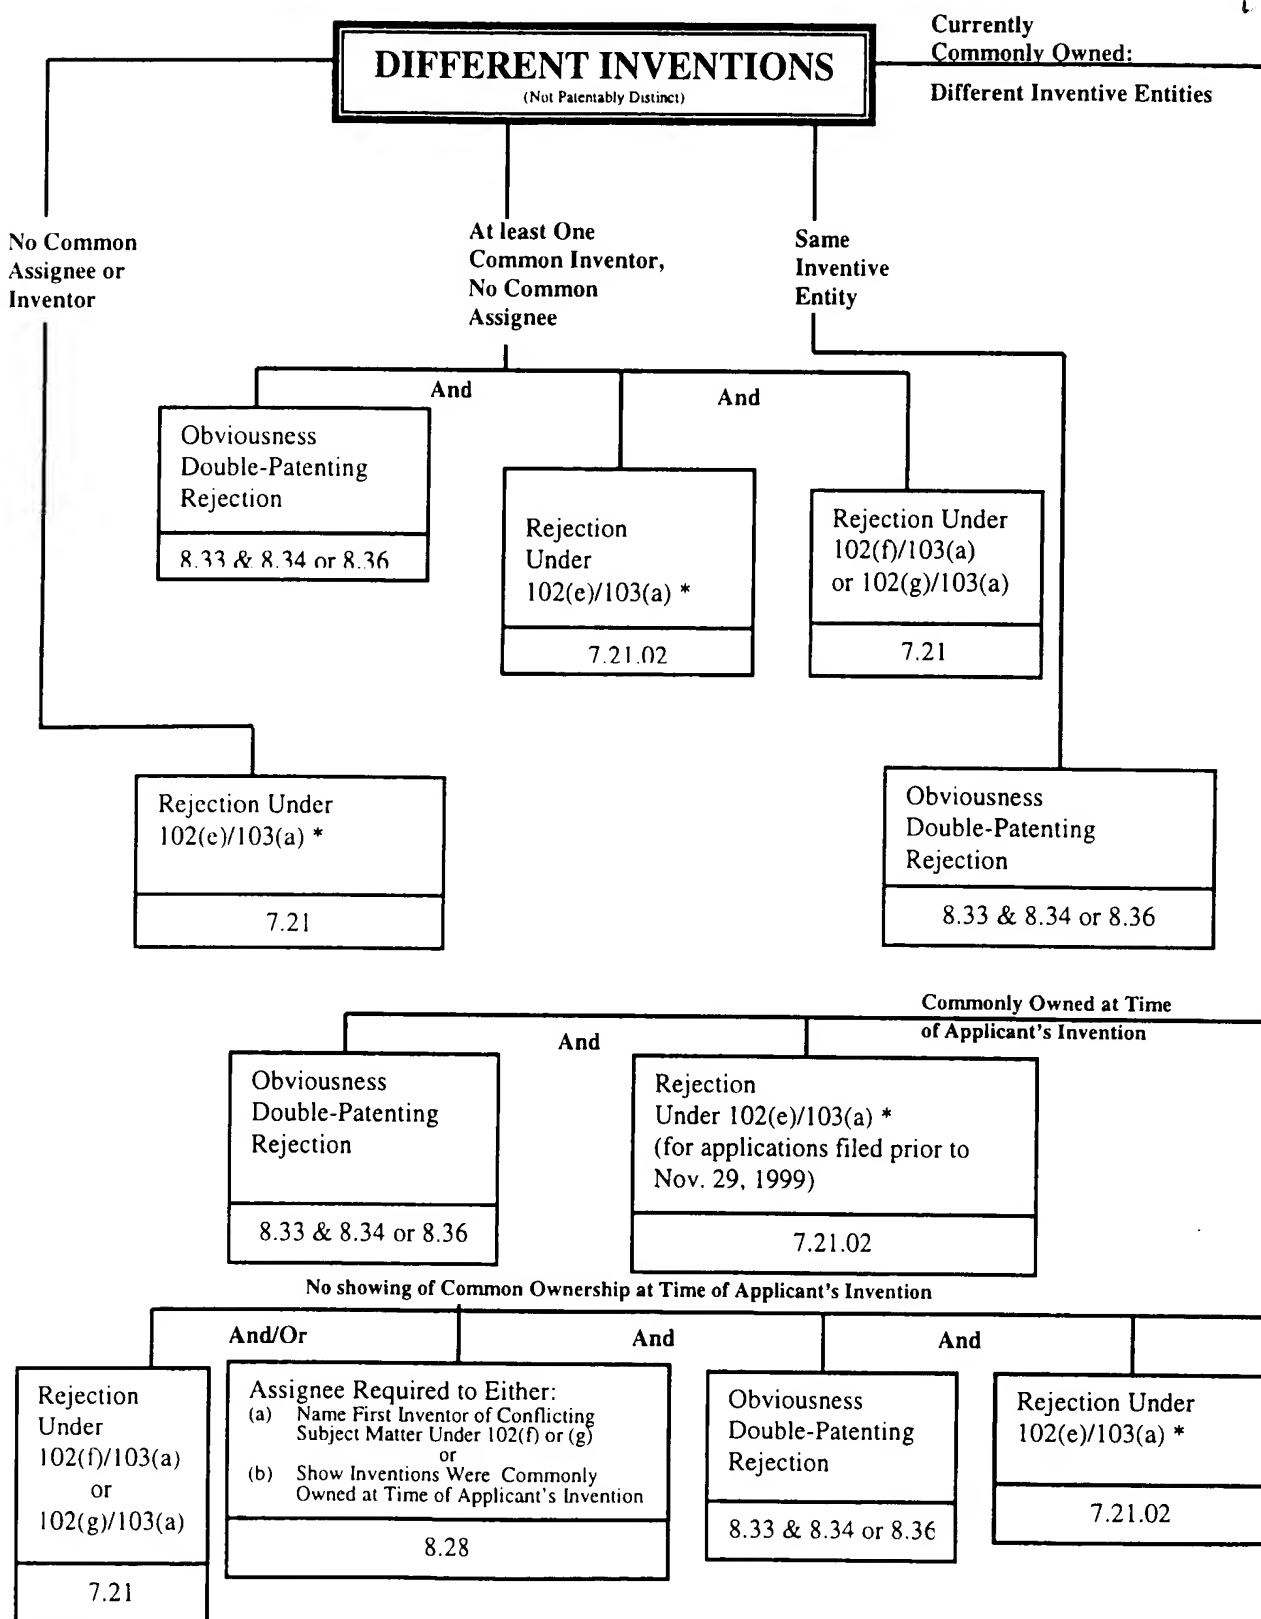 Currently
Commonly Owned:
Different Inventive Entities
DIFFERENT INVENTIONS
(Not Patentably Distinct)
No Common
Assignee or
Inventor
At least One
Common Inventor,
No Common
Assignee
Same
Inventive
Entity
And
And
Obviousness
Double-Patenting
Rejection
8.33 & 8.34 or 8.36
Rejection
Under
102(e)/103(a) *
7.21.02
Rejection Under
102(f)/103(a)
or 102(g)/103(a)
7.21
Rejection Under
102(e)/103(a) *
7.21
Obviousness
Double-Patenting
Rejection
8.33 & 8.34 or 8.36
Commonly Owned at Time
of Applicant's Invention
And
Obviousness
Double-Patenting
Rejection
8.33 & 8.34 or 8.36
Rejection
Under 102(e)/103(a) *
(for applications filed prior to
Nov. 29, 1999)
7.21.02
No showing of Common Ownership at Time of Applicant's Invention
And/Or
And
And
Rejection
Under
102(f)/103(a)
or
102(g)/103(a)
7.21
Assignee Required to Either:
(a) Name First Inventor of Conflicting
Subject Matter Under 102(f) or (g)
or
(b) Show Inventions Were Commonly
Owned at Time of Applicant's Invention
8.28
Obviousness
Double-Patenting
Rejection
8.33 & 8.34 or 8.36
Rejection Under
102(e)/103(a) *
7.21.02